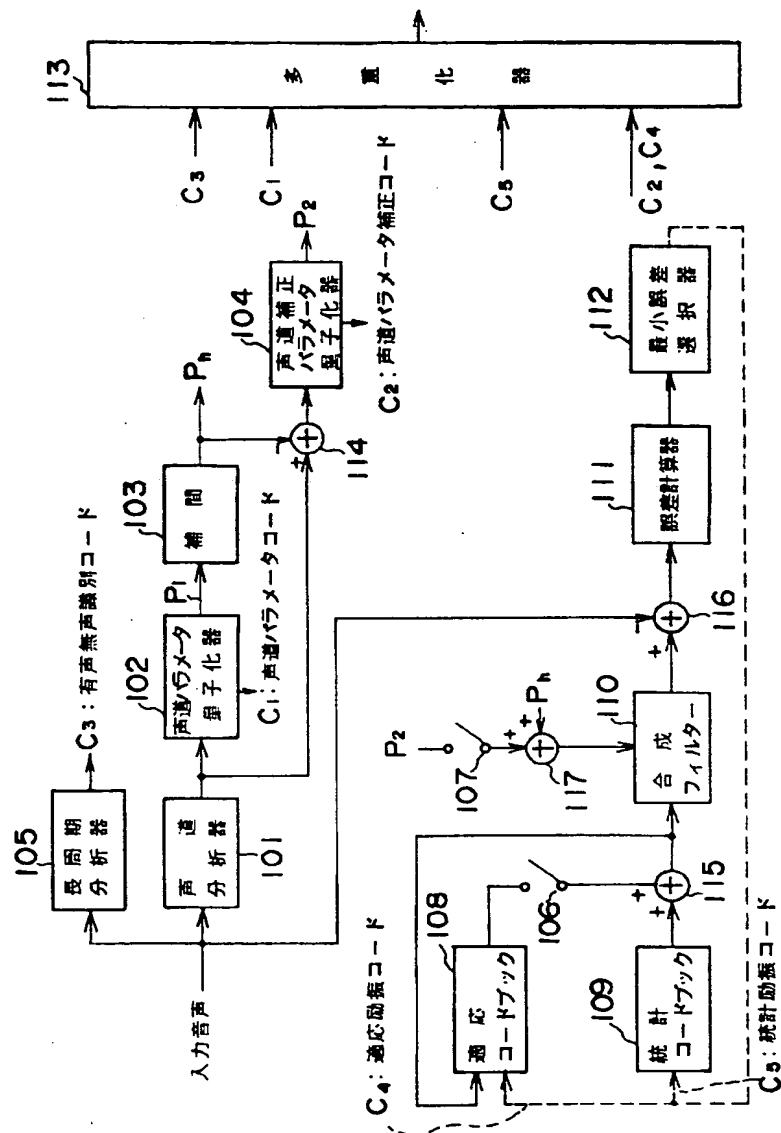 入力音声
105
長周期
分析器
C3:有声無声識別コード
声道
分析器
101
102
声道パラメータ
量子化器
C1:声道パラメータコード
P1
103
補間
Ph
114
+
-
104
声道補正
パラメータ
量子化器
P2
C2:声道パラメータ補正コード
113
多重化器
C3
C1
C5
C2,C4
C4:適応励振コード
108
適応
コードブック
106
109
統計
コードブック
C5:統計励振コード
+
+
115
P2
107
+
+
Ph
117
110
合成
フィルター
+
-
116
111
誤差計算器
112
最小誤差
選択器